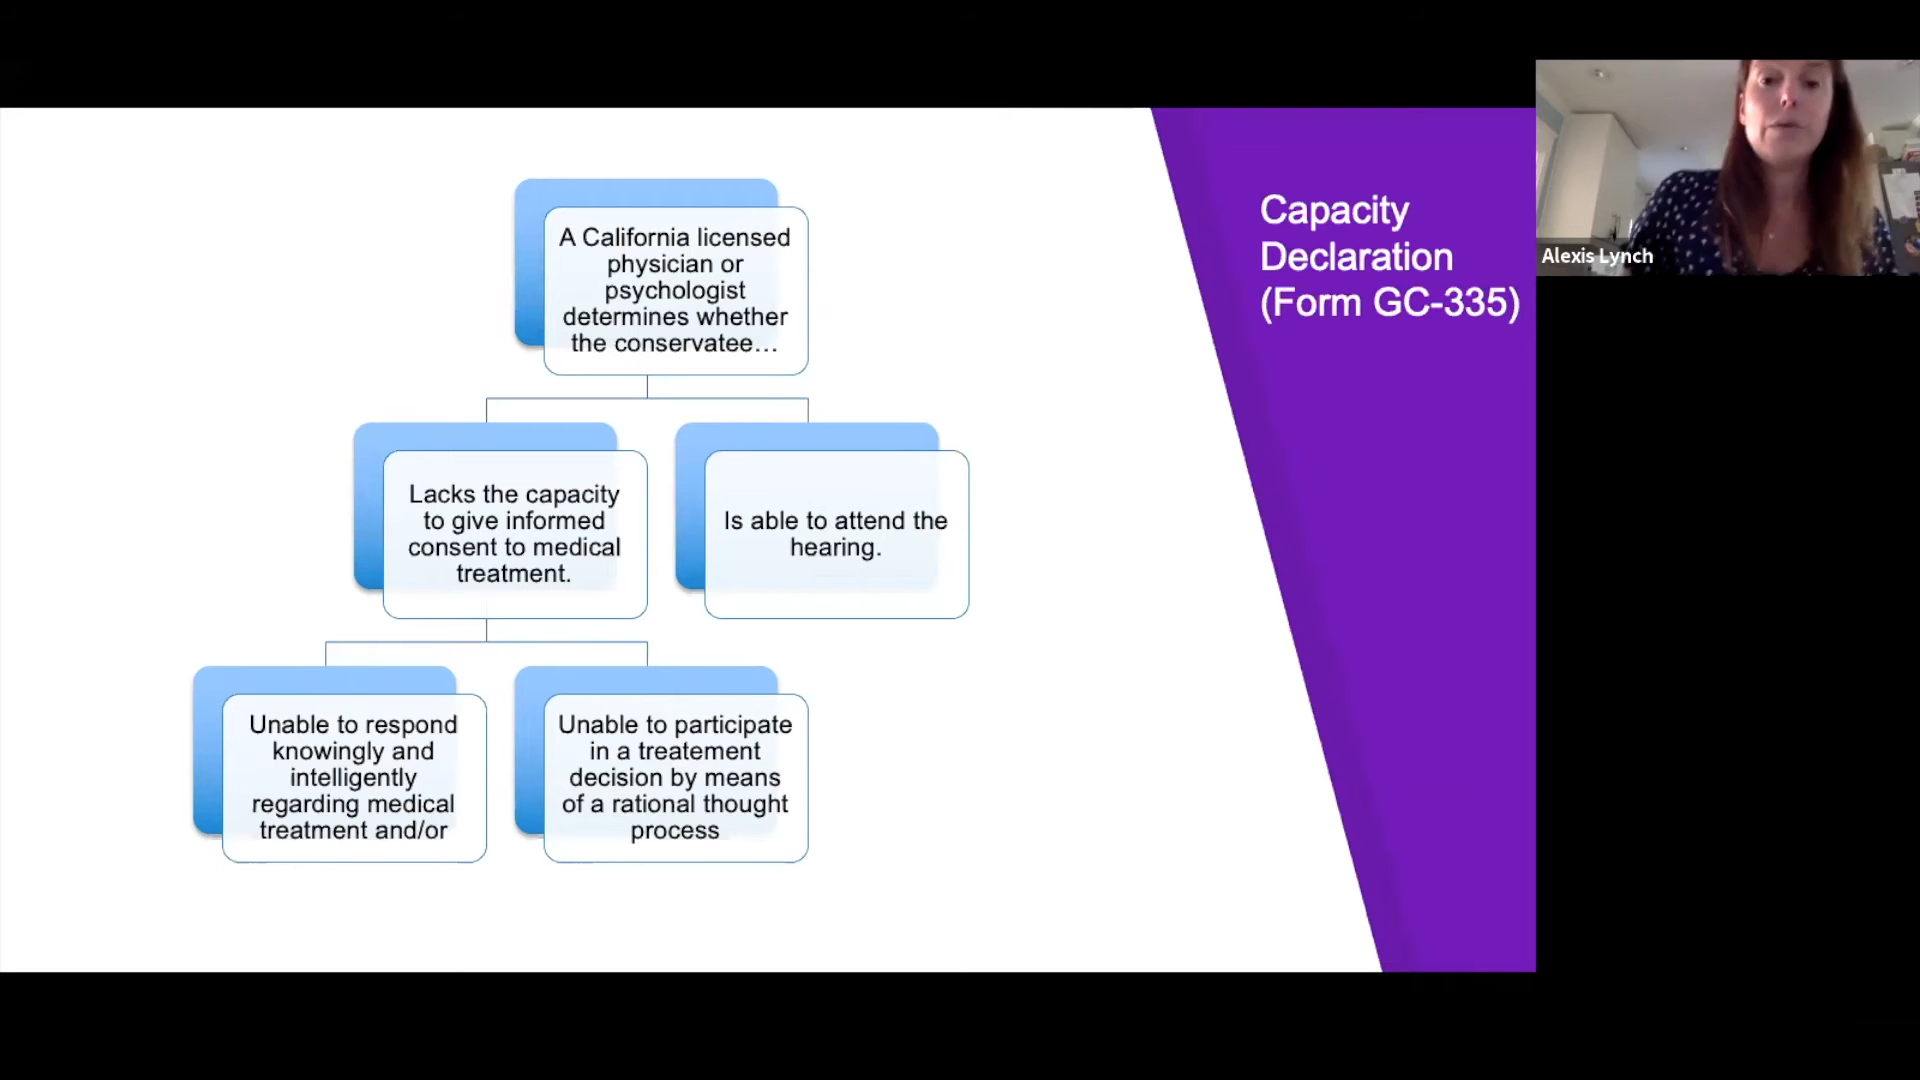 A California licensed
physician or
psychologist
determines whether
the conservatee…
Lacks the capacity
to give informed
consent to medical
treatment.
Is able to attend the
hearing.
Unable to respond
knowingly and
intelligently
regarding medical
treatment and/or
Unable to participate
in a treatement
decision by means
of a rational thought
process
Capacity
Declaration
(Form GC-335)
Alexis Lynch